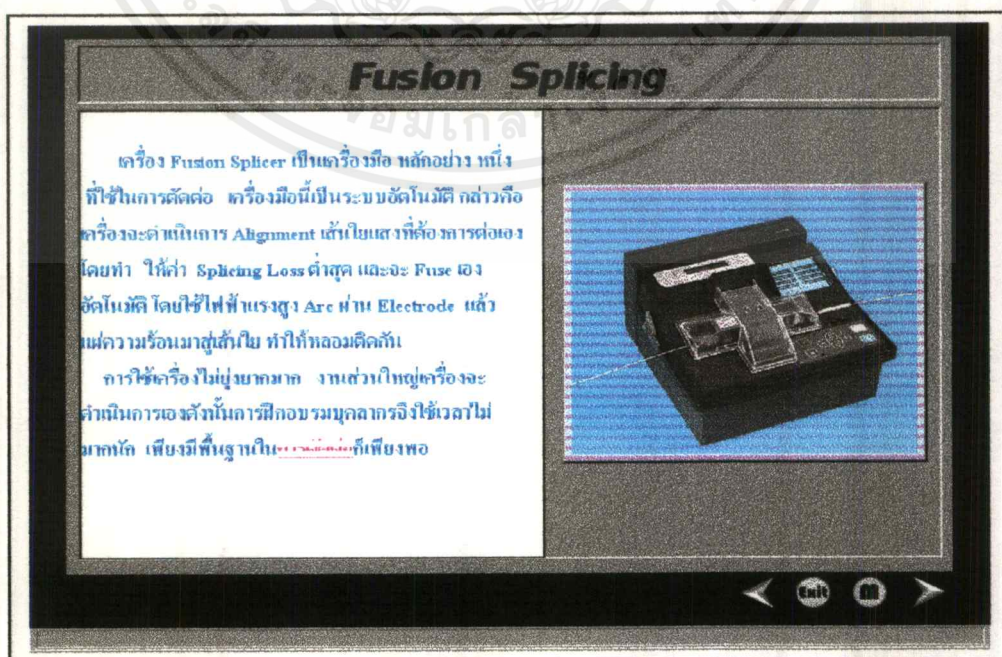 Fusion Splicing
เครื่อง Fusion Splicer เป็นเครื่องมือ หลักอย่าง หนึ่ง
ที่ใช้ในการตัดต่อ เครื่องมือนี้เป็นระบบอัตโนมัติ กล่าวคือ
เครื่องจะดำเนินการ Alignment เส้นใยแสงที่ต้องการต่อเอง
โดยทำ ให้ค่า Splicing Loss ต่ำสุด และจะ Fuse เอง
อัตโนมัติ โดยใช้ไฟฟ้าแรงสูง Arc ผ่าน Electrode แล้ว
แผ่ความร้อนมาสู่เส้นใย ทำให้หลอมติดกัน
การใช้เครื่องไม่ยุ่งยากมาก งานส่วนใหญ่เครื่องจะ
ดำเนินการเองดังนั้นการฝึกอบรมบุคลากรจึงใช้เวลาไม่
มากนัก เพียงมีพื้นฐานใน ก็เพียงพอ
Exit